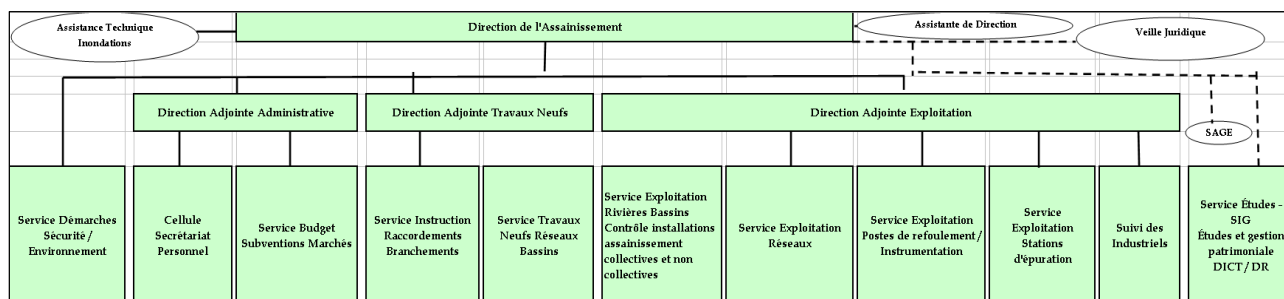 Assistance Technique
Inondations
Direction de l'Assainissement
Assistante de Direction
Veille Juridique
Direction Adjointe Administrative
Direction Adjointe Travaux Neufs
Direction Adjointe Exploitation
SAGE
Service Démarches
Sécurité /
Environnement
Cellule
Secrétariat
Personnel
Service Budget
Subventions Marchés
Service Instruction
Raccordements
Branchements
Service Travaux
Neufs Réseaux
Bassins
Service Exploitation
Rivières Bassins
Contrôle installations
assainissement
collectives et non
collectives
Service Exploitation
Réseaux
Service Exploitation
Postes de refoulement /
Instrumentation
Service
Exploitation
Stations
d'épuration
Suivi des
Industriels
Service Études -
SIG
Études et gestion
patrimoniale
DICT / DR